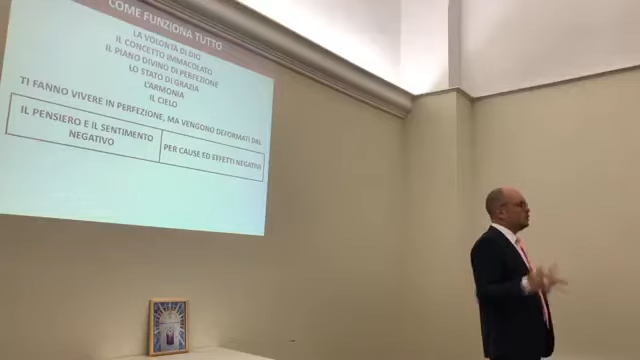 COME FUNZIONA TUTTO
LA VOLONTÀ DI DIO
IL CONCETTO IMMACOLATO
IL PIANO DIVINO DI PERFEZIONE
LO STATO DI GRAZIA
L'ARMONIA
IL CIELO
TI FANNO VIVERE IN PERFEZIONE, MA VENGONO DEFORMATI DAL
IL PENSIERO E IL SENTIMENTO
NEGATIVO
PER CAUSE ED EFFETTI NEGATIVI